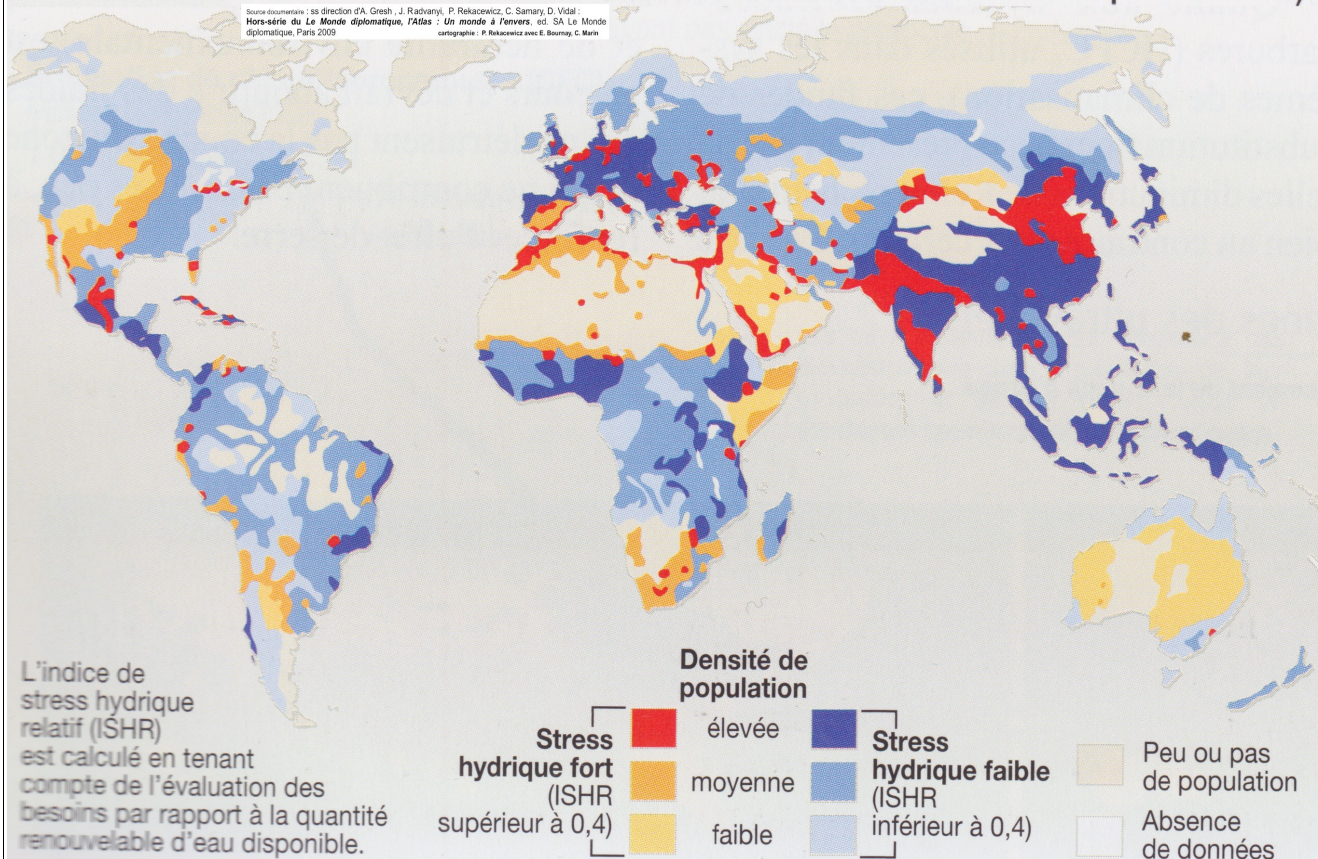 Source documentaire : ss direction d'A. Gresh , J. Radvanyi, P. Rekacewicz, C. Samary, D. Vidal :
Hors-série du Le Monde diplomatique, l'Atlas : Un monde à l'envers, ed. SA Le Monde
diplomatique, Paris 2009 cartographie : P. Rekacewicz avec E. Bournay, C. Marin
L'indice de
stress hydrique
relatif (ISHR)
est calculé en tenant
compte de l'évaluation des
besoins par rapport à la quantité
renouvelable d'eau disponible.
Densité de
population
Stress
hydrique fort
(ISHR
supérieur à 0,4)
élevée
moyenne
faible
Stress
hydrique faible
(ISHR
inférieur à 0,4)
Peu ou pas
de population
Absence
de données